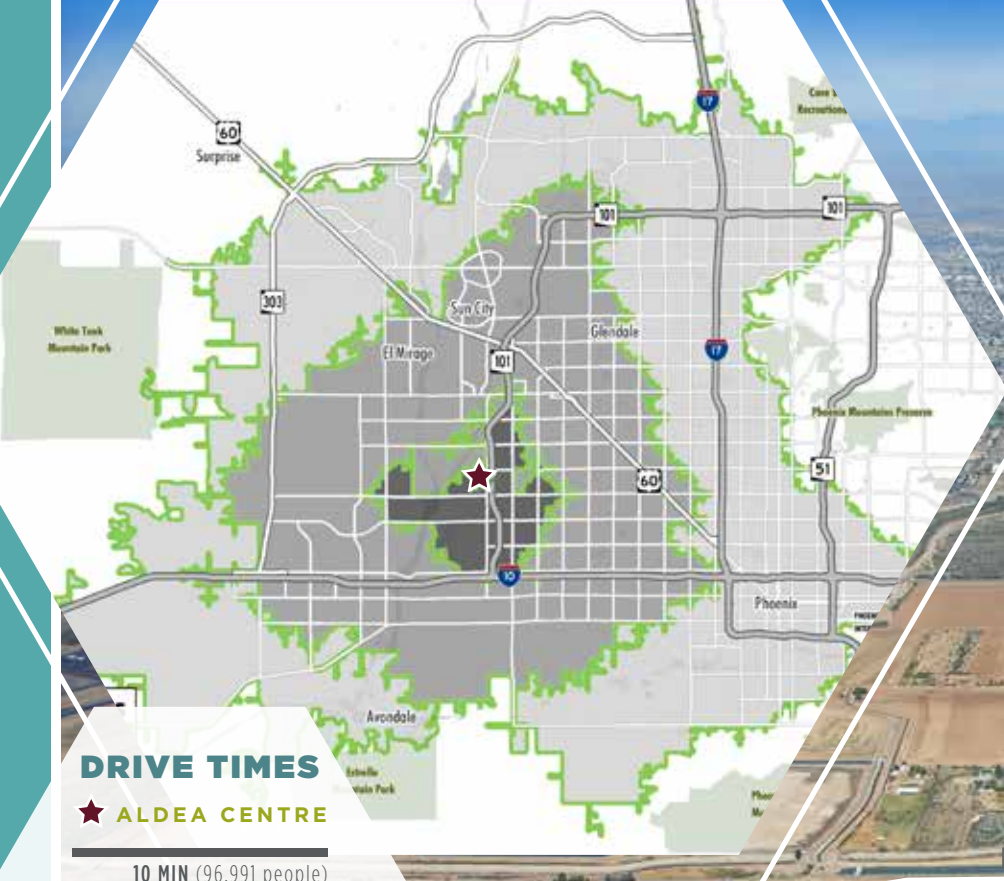 17
60
Surprise
101
101
303
White Tank
Mountain Park
Sun City
Glendale
El Mirage
17
101
Phoenix Mountains Preserve
51
60
10
Phoenix
Avondale
DRIVE TIMES
ALDEA CENTRE
10 MIN (96,991 people)